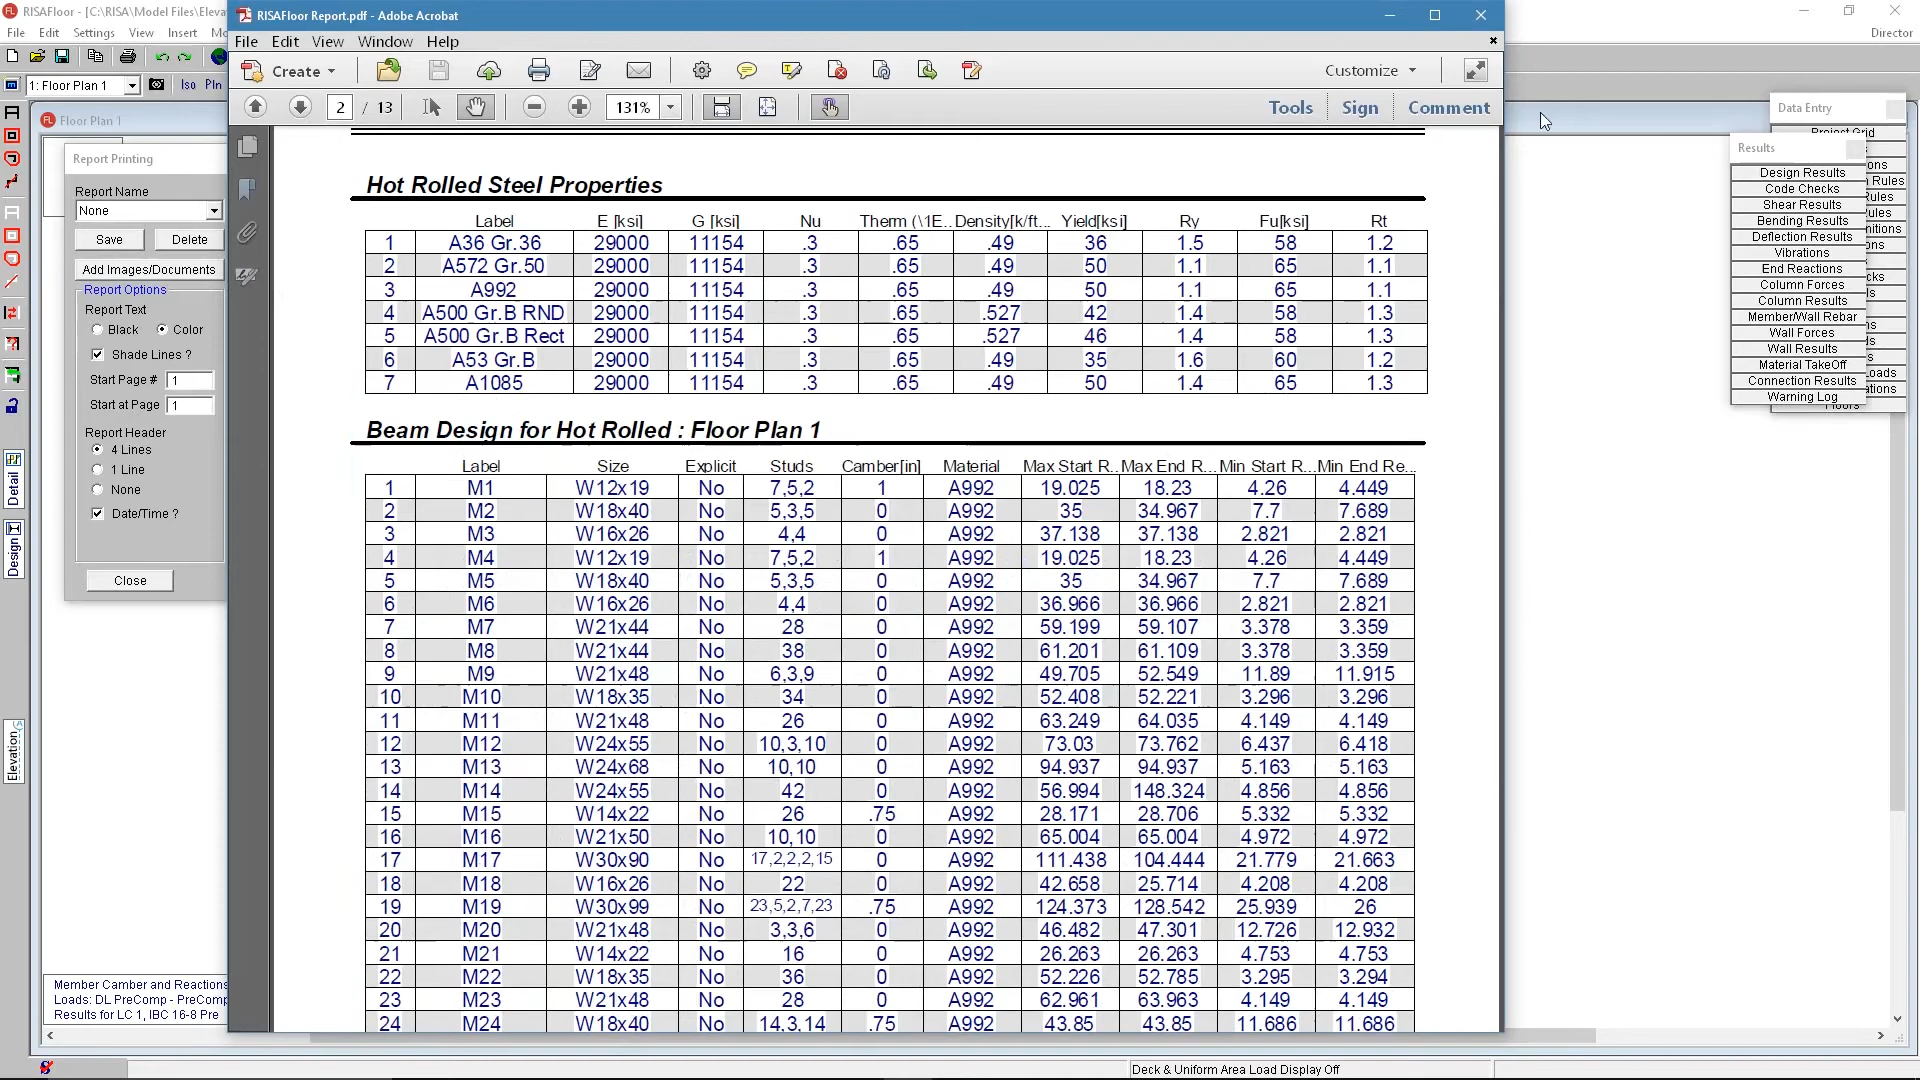 RISAFloor - [C:\RISA\Model Files\Eleva
RISAFloor Report.pdf - Adobe Acrobat
Director
File Edit Settings View Insert Mo
File Edit View Window Help
Create
Customize
1: Floor Plan 1
Iso Pln
2 / 13
131%
Tools Sign Comment
Floor Plan 1
Report Printing
Report Name
None
Save Delete
Add Images/Documents
Report Options
Report Text
Black Color
Shade Lines ?
Start Page # 1
Start at Page 1
Report Header
4 Lines
1 Line
None
Date/Time ?
Close
Detail
Design
Elevation
Member Camber and Reactions
Loads: DL PreComp - PreComp
Results for LC 1, IBC 16-8 Pre
Hot Rolled Steel Properties
Label E [ksi] G [ksi] Nu Therm (\1E.. Density[k/ft... Yield[ksi] Ry Fu[ksi] Rt
1 A36 Gr.36 29000 11154 .3 .65 .49 36 1.5 58 1.2
2 A572 Gr.50 29000 11154 .3 .65 .49 50 1.1 65 1.1
3 A992 29000 11154 .3 .65 .49 50 1.1 65 1.1
4 A500 Gr.B RND 29000 11154 .3 .65 .527 42 1.4 58 1.3
5 A500 Gr.B Rect 29000 11154 .3 .65 .527 46 1.4 58 1.3
6 A53 Gr.B 29000 11154 .3 .65 .49 35 1.6 60 1.2
7 A1085 29000 11154 .3 .65 .49 50 1.4 65 1.3
Beam Design for Hot Rolled : Floor Plan 1
Label Size Explicit Studs Camber[in] Material Max Start R.. Max End R... Min Start R... Min End Re...
1 M1 W12x19 No 7,5,2 1 A992 19.025 18.23 4.26 4.449
2 M2 W18x40 No 5,3,5 0 A992 35 34.967 7.7 7.689
3 M3 W16x26 No 4,4 0 A992 37.138 37.138 2.821 2.821
4 M4 W12x19 No 7,5,2 1 A992 19.025 18.23 4.26 4.449
5 M5 W18x40 No 5,3,5 0 A992 35 34.967 7.7 7.689
6 M6 W16x26 No 4,4 0 A992 36.966 36.966 2.821 2.821
7 M7 W21x44 No 28 0 A992 59.199 59.107 3.378 3.359
8 M8 W21x44 No 38 0 A992 61.201 61.109 3.378 3.359
9 M9 W21x48 No 6,3,9 0 A992 49.705 52.549 11.89 11.915
10 M10 W18x35 No 34 0 A992 52.408 52.221 3.296 3.296
11 M11 W21x48 No 26 0 A992 63.249 64.035 4.149 4.149
12 M12 W24x55 No 10,3,10 0 A992 73.03 73.762 6.437 6.418
13 M13 W24x68 No 10,10 0 A992 94.937 94.937 5.163 5.163
14 M14 W24x55 No 42 0 A992 56.994 148.324 4.856 4.856
15 M15 W14x22 No 26 .75 A992 28.171 28.706 5.332 5.332
16 M16 W21x50 No 10,10 0 A992 65.004 65.004 4.972 4.972
17 M17 W30x90 No 17,2,2,2,15 0 A992 111.438 104.444 21.779 21.663
18 M18 W16x26 No 22 0 A992 42.658 25.714 4.208 4.208
19 M19 W30x99 No 23,5,2,7,23 .75 A992 124.373 128.542 25.939 26
20 M20 W21x48 No 3,3,6 0 A992 46.482 47.301 12.726 12.932
21 M21 W14x22 No 16 0 A992 26.263 26.263 4.753 4.753
22 M22 W18x35 No 36 0 A992 52.226 52.785 3.295 3.294
23 M23 W21x48 No 28 0 A992 62.961 63.963 4.149 4.149
24 M24 W18x40 No 14,3,14 .75 A992 43.85 43.85 11.686 11.686
Data Entry
Project Grid
Results
Design Results
Code Checks
Shear Results
Bending Results
Deflection Results
Vibrations
End Reactions
Column Forces
Column Results
Member/Wall Rebar
Wall Forces
Wall Results
Material TakeOff
Connection Results
Warning Log
ons
Rules
Loads
Floors
Deck & Uniform Area Load Display Off